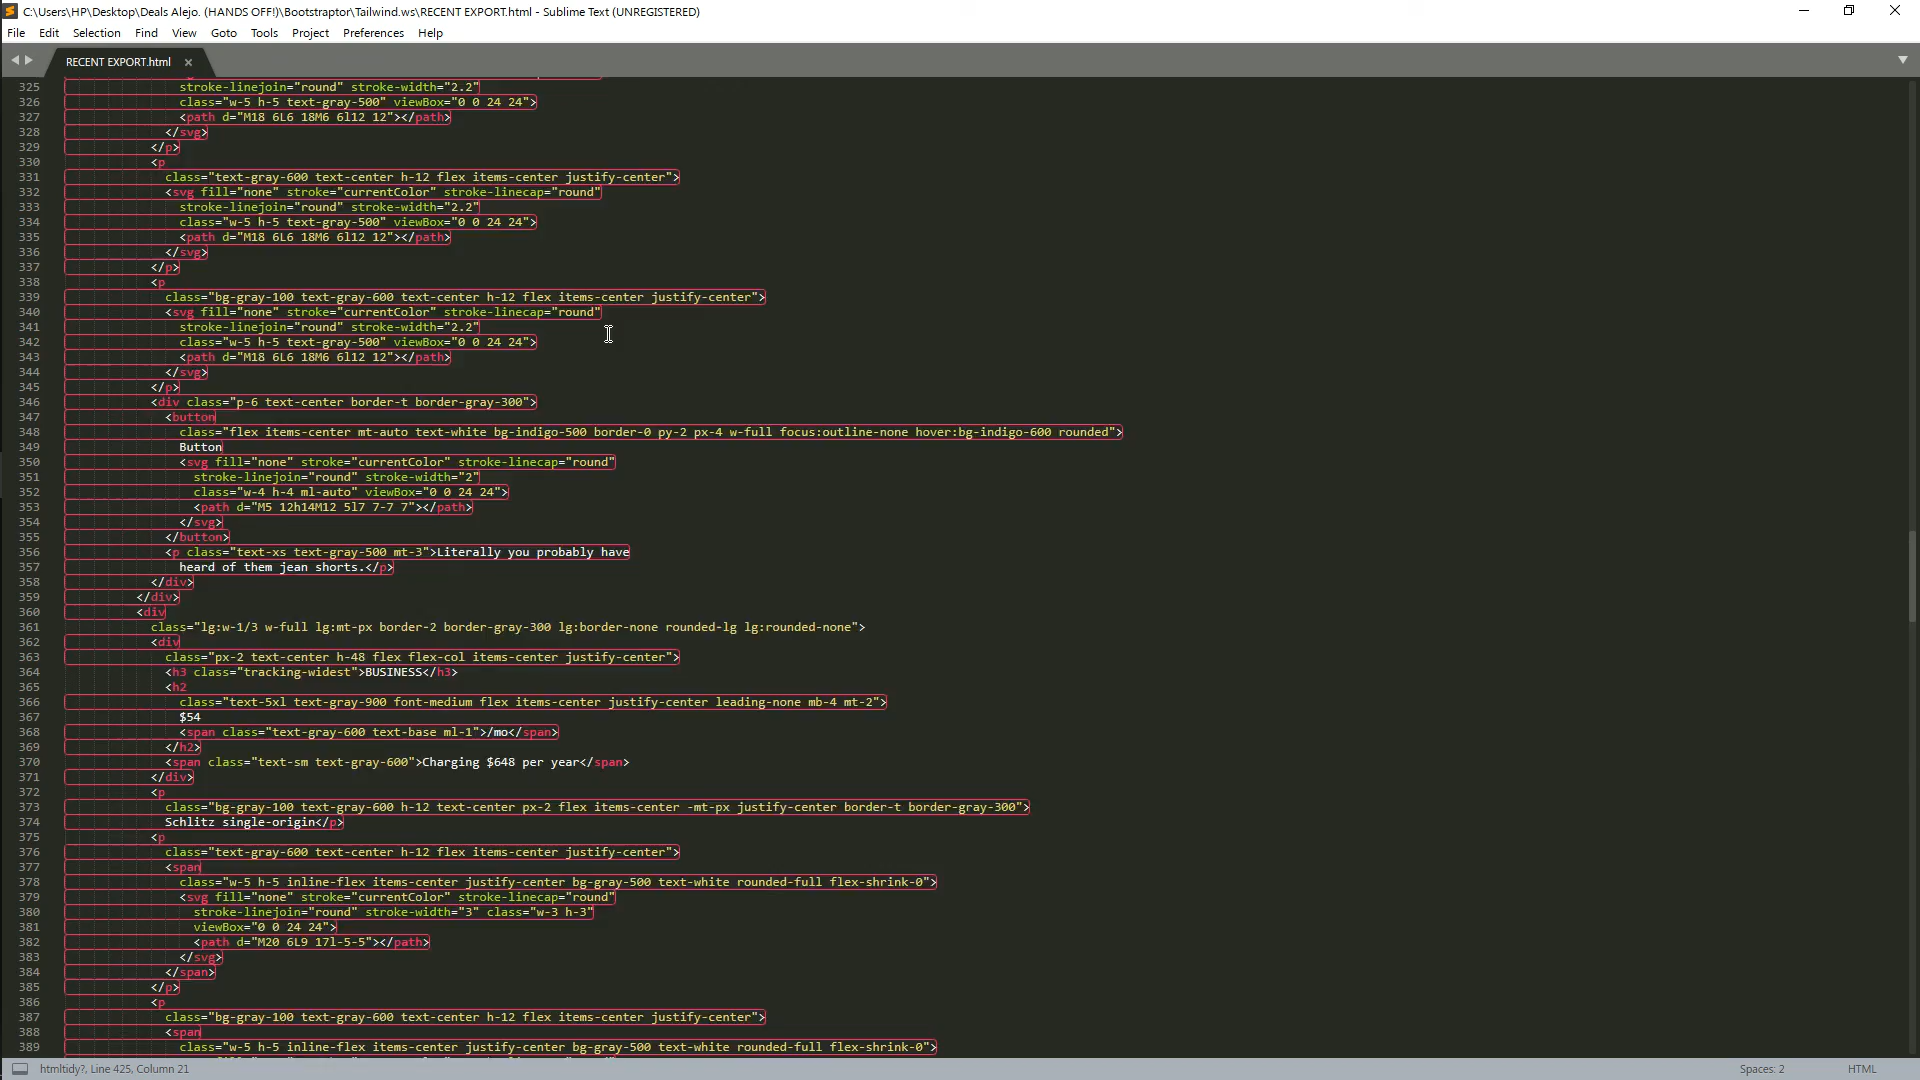 C:\Users\HP\Desktop\Deals Alejo. (HANDS OFF!)\Bootstraptor\Tailwind.ws\RECENT EXPORT.html - Sublime Text (UNREGISTERED)
File Edit Selection Find View Goto Tools Project Preferences Help
RECENT EXPORT.html
325 stroke-linejoin="round" stroke-width="2.2"
326 class="w-5 h-5 text-gray-500" viewBox="0 0 24 24">
327 <path d="M18 6L6 18M6 6l12 12"></path>
328 </svg>
329 </p>
330 <p
331 class="text-gray-600 text-center h-12 flex items-center justify-center">
332 <svg fill="none" stroke="currentColor" stroke-linecap="round"
333 stroke-linejoin="round" stroke-width="2.2"
334 class="w-5 h-5 text-gray-500" viewBox="0 0 24 24">
335 <path d="M18 6L6 18M6 6l12 12"></path>
336 </svg>
337 </p>
338 <p
339 class="bg-gray-100 text-gray-600 text-center h-12 flex items-center justify-center">
340 <svg fill="none" stroke="currentColor" stroke-linecap="round"
341 stroke-linejoin="round" stroke-width="2.2"
342 class="w-5 h-5 text-gray-500" viewBox="0 0 24 24">
343 <path d="M18 6L6 18M6 6l12 12"></path>
344 </svg>
345 </p>
346 <div class="p-6 text-center border-t border-gray-300">
347 <button
348 class="flex items-center mt-auto text-white bg-indigo-500 border-0 py-2 px-4 w-full focus:outline-none hover:bg-indigo-600 rounded">
349 Button
350 <svg fill="none" stroke="currentColor" stroke-linecap="round"
351 stroke-linejoin="round" stroke-width="2"
352 class="w-4 h-4 ml-auto" viewBox="0 0 24 24">
353 <path d="M5 12h14M12 5l7 7-7 7"></path>
354 </svg>
355 </button>
356 <p class="text-xs text-gray-500 mt-3">Literally you probably have
357 heard of them jean shorts.</p>
358 </div>
359 </div>
360 <div
361 class="lg:w-1/3 w-full lg:mt-px border-2 border-gray-300 lg:border-none rounded-lg lg:rounded-none">
362 <div
363 class="px-2 text-center h-48 flex flex-col items-center justify-center">
364 <h3 class="tracking-widest">BUSINESS</h3>
365 <h2
366 class="text-5xl text-gray-900 font-medium flex items-center justify-center leading-none mb-4 mt-2">
367 $54
368 <span class="text-gray-600 text-base ml-1">/mo</span>
369 </h2>
370 <span class="text-sm text-gray-600">Charging $648 per year</span>
371 </div>
372 <p
373 class="bg-gray-100 text-gray-600 h-12 text-center px-2 flex items-center -mt-px justify-center border-t border-gray-300">
374 Schlitz single-origin</p>
375 <p
376 class="text-gray-600 text-center h-12 flex items-center justify-center">
377 <span
378 class="w-5 h-5 inline-flex items-center justify-center bg-gray-500 text-white rounded-full flex-shrink-0">
379 <svg fill="none" stroke="currentColor" stroke-linecap="round"
380 stroke-linejoin="round" stroke-width="3" class="w-3 h-3"
381 viewBox="0 0 24 24">
382 <path d="M20 6L9 17l-5-5"></path>
383 </svg>
384 </span>
385 </p>
386 <p
387 class="bg-gray-100 text-gray-600 text-center h-12 flex items-center justify-center">
388 <span
389 class="w-5 h-5 inline-flex items-center justify-center bg-gray-500 text-white rounded-full flex-shrink-0">
htmltidy?, Line 425, Column 21 Spaces: 2 HTML